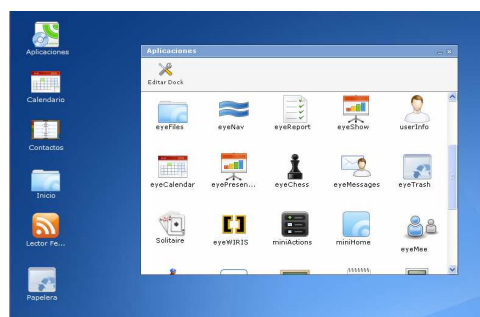 Aplicaciones
Calendario
Contactos
Inicio
Lector Fe...
Papelera
Aplicaciones
Editar Dock
eyeFiles eyeNav eyeReport eyeShow userInfo
eyeCalendar eyePresen... eyeChess eyeMessages eyeTrash
Solitaire eyeWIRIS miniActions miniHome eyeMee